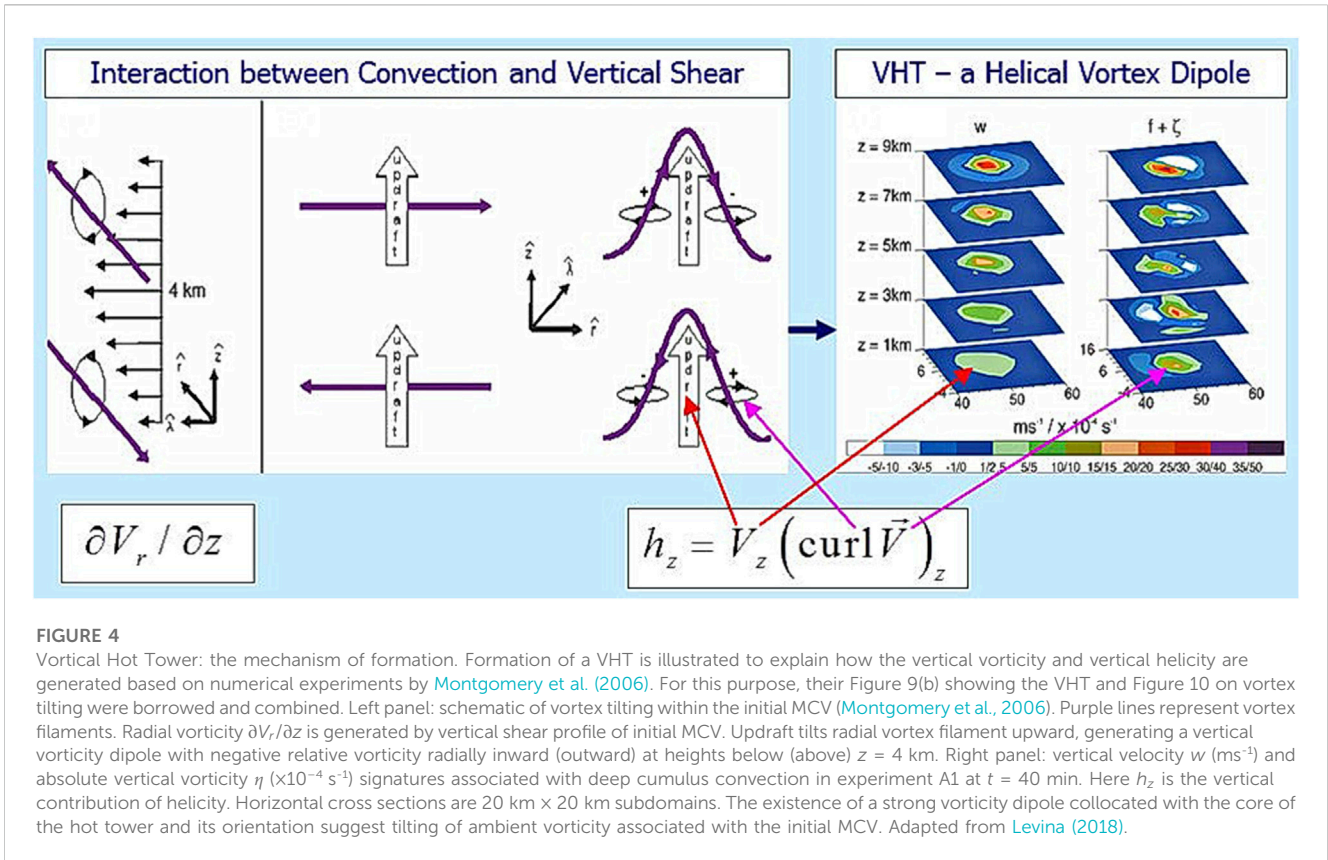 Interaction between Convection and Vertical Shear
VHT – a Helical Vortex Dipole
4 km
r̂
ẑ
λ̂
updraft
updraft
ẑ
λ̂
r̂
updraft
+
-
updraft
-
+
w
f + ζ
z = 9km
z = 7km
z = 5km
z = 3km
z = 1km
16
6
-4
40
50
60
16
6
-4
40
50
60
ms⁻¹ / x 10⁴ s⁻¹
-5/-10 -3/-5 -1/0 1/2.5 5/5 10/10 15/15 20/20 25/30 30/40 35/50
∂V_r / ∂z
h_z = V_z (curl V⃗)_z
FIGURE 4
Vortical Hot Tower: the mechanism of formation. Formation of a VHT is illustrated to explain how the vertical vorticity and vertical helicity are
generated based on numerical experiments by Montgomery et al. (2006). For this purpose, their Figure 9(b) showing the VHT and Figure 10 on vortex
tilting were borrowed and combined. Left panel: schematic of vortex tilting within the initial MCV (Montgomery et al., 2006). Purple lines represent vortex
filaments. Radial vorticity ∂Vr/∂z is generated by vertical shear profile of initial MCV. Updraft tilts radial vortex filament upward, generating a vertical
vorticity dipole with negative relative vorticity radially inward (outward) at heights below (above) z = 4 km. Right panel: vertical velocity w (ms⁻¹) and
absolute vertical vorticity η (x10⁻⁴ s⁻¹) signatures associated with deep cumulus convection in experiment A1 at t = 40 min. Here hz is the vertical
contribution of helicity. Horizontal cross sections are 20 km × 20 km subdomains. The existence of a strong vorticity dipole collocated with the core of
the hot tower and its orientation suggest tilting of ambient vorticity associated with the initial MCV. Adapted from Levina (2018).